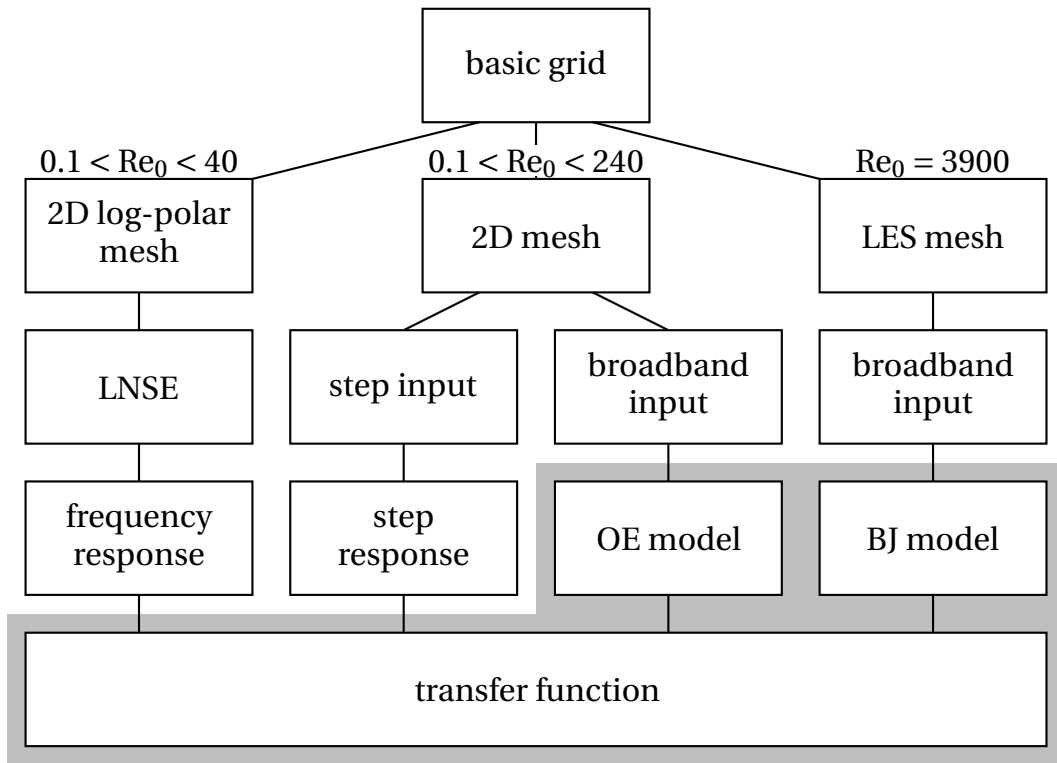 basic grid
0.1 < Re₀ < 40
0.1 < Re₀ < 240
Re₀ = 3900
2D log-polar
mesh
2D mesh
LES mesh
LNSE
step input
broadband
input
broadband
input
frequency
response
step
response
OE model
BJ model
transfer function